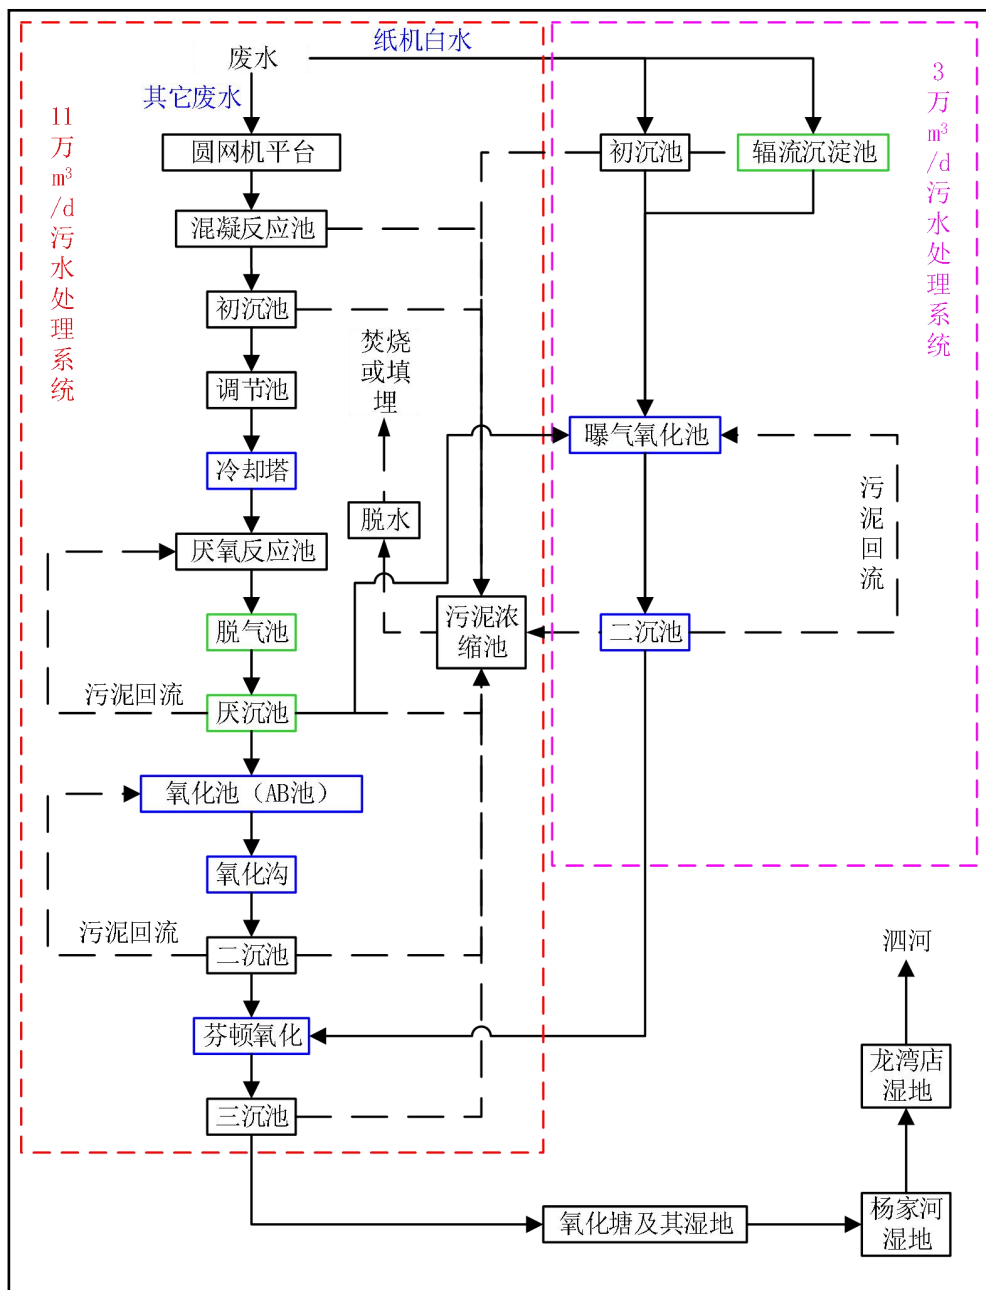 纸机白水
废水
其它废水
11
万
m³
/d
污
水
处
理
系
统
3
万
m³
/d
污
水
处
理
系
统
圆网机平台
初沉池
辐流沉淀池
混凝反应池
初沉池
焚烧
或填
埋
调节池
曝气氧化池
冷却塔
污
泥
回
流
脱水
厌氧反应池
污泥浓
缩池
脱气池
二沉池
污泥回流
厌沉池
氧化池（AB池）
氧化沟
污泥回流
二沉池
泗河
芬顿氧化
龙湾店
湿地
三沉池
氧化塘及其湿地
杨家河
湿地